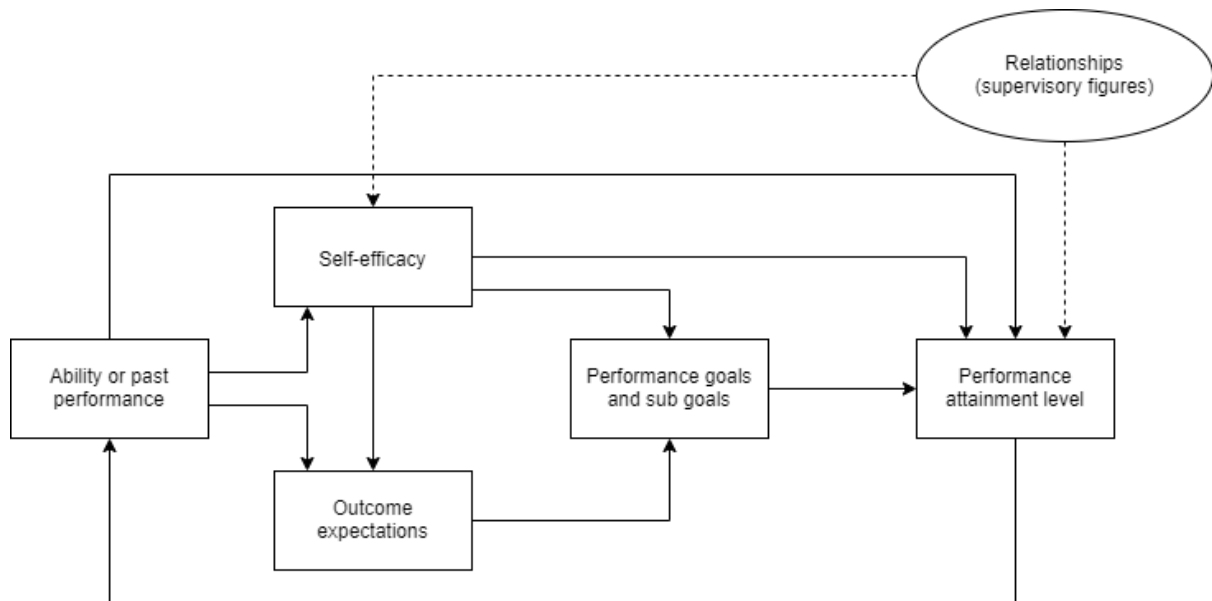 Relationships
(supervisory figures)
Self-efficacy
Ability or past
performance
Performance goals
and sub goals
Performance
attainment level
Outcome
expectations